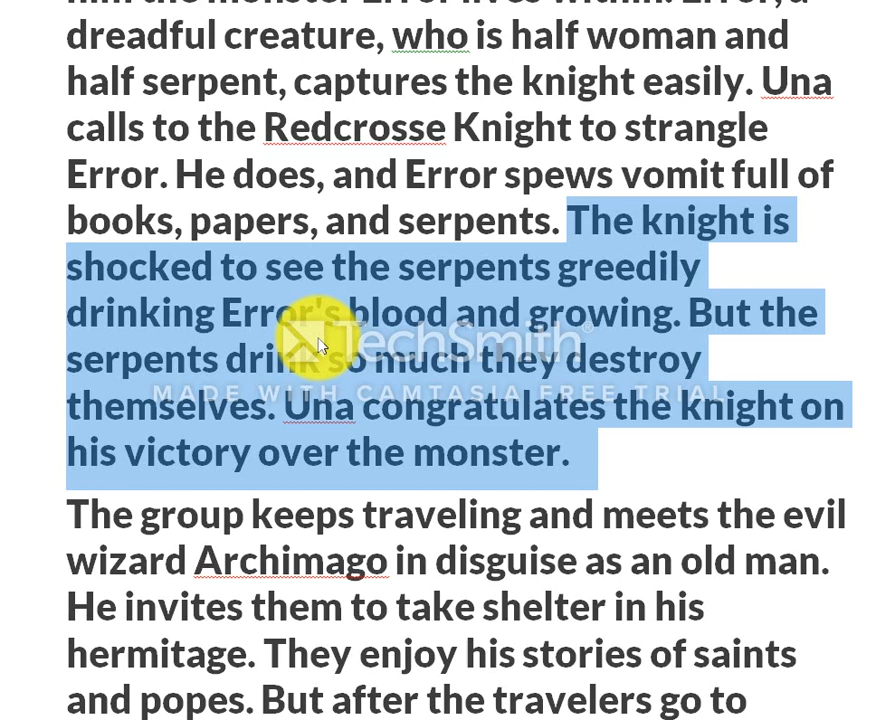 dreadful creature, who is half woman and
half serpent, captures the knight easily. Una
calls to the Redcrosse Knight to strangle
Error. He does, and Error spews vomit full of
books, papers, and serpents. The knight is
shocked to see the serpents greedily
drinking Error's blood and growing. But the
serpents drink so much they destroy
themselves. Una congratulates the knight on
his victory over the monster.
TechSmith®
MADE WITH CAMTASIA FREE TRIAL
The group keeps traveling and meets the evil
wizard Archimago in disguise as an old man.
He invites them to take shelter in his
hermitage. They enjoy his stories of saints
and popes. But after the travelers go to